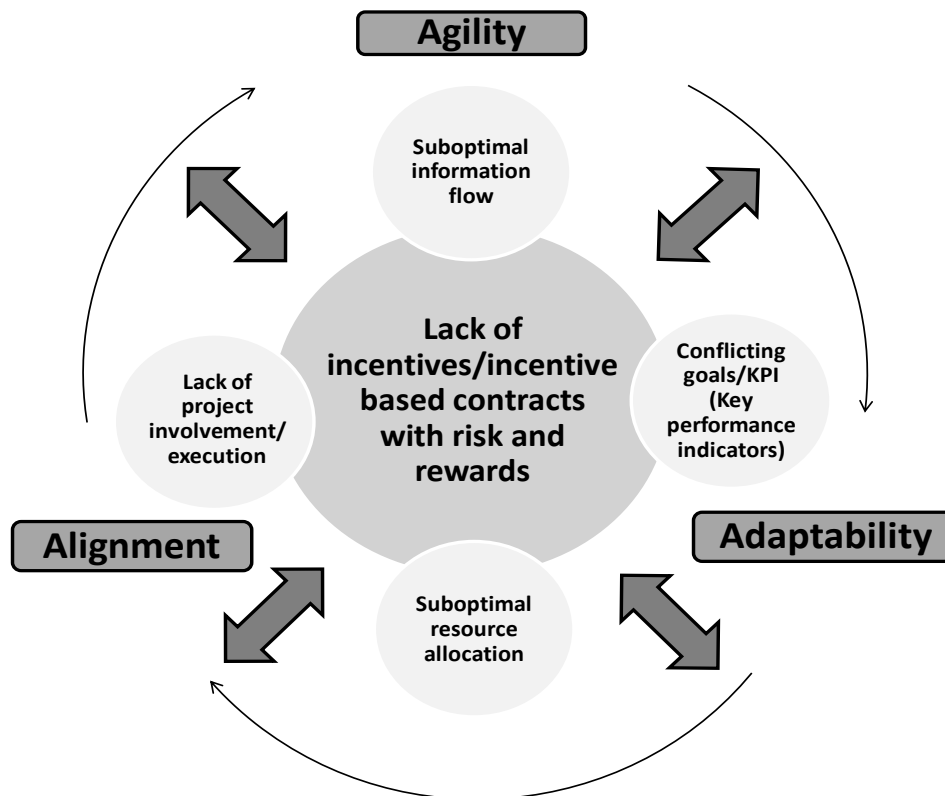 Agility
Suboptimal
information
flow
Lack of
incentives/incentive
based contracts
with risk and
rewards
Lack of
project
involvement/
execution
Conflicting
goals/KPI
(Key
performance
indicators)
Alignment
Adaptability
Suboptimal
resource
allocation